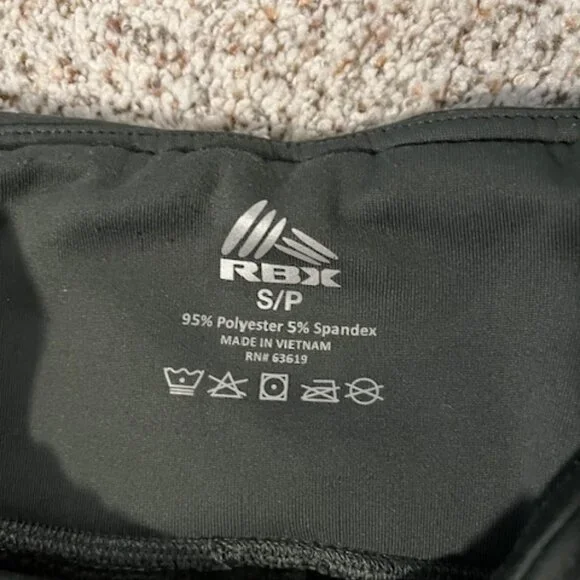 RBX
S/P
95% Polyester 5% Spandex
MADE IN VIETNAM
RN# 63619